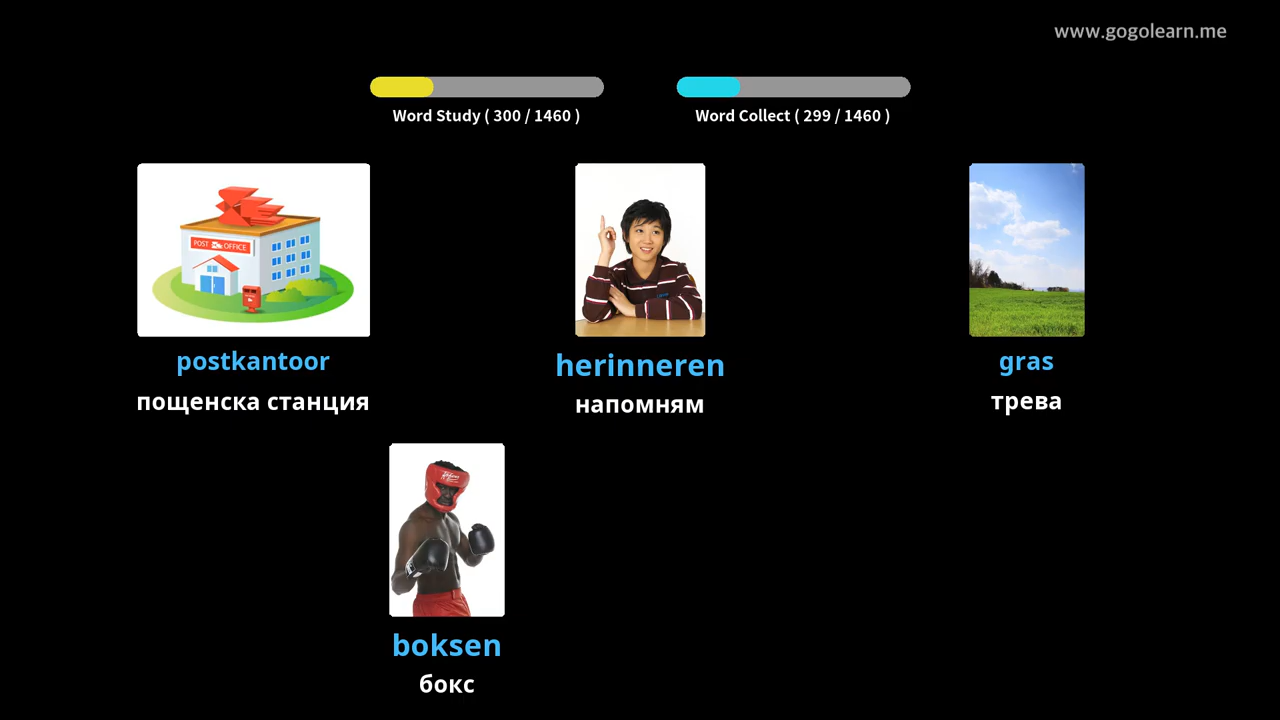 www.gogolearn.me
Word Study ( 300 / 1460 )
Word Collect ( 299 / 1460 )
POST OFFICE
postkantoor
пощенска станция
herinneren
напомням
gras
трева
boksen
бокс